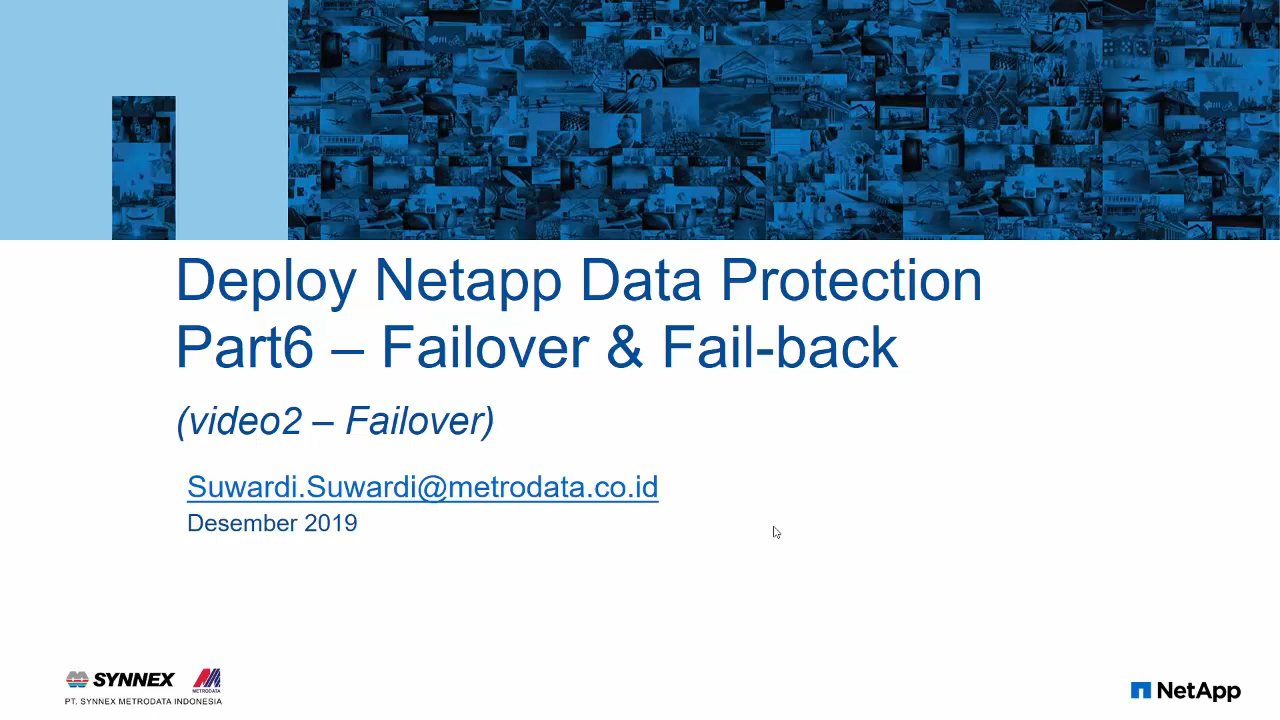 Deploy Netapp Data Protection
Part6 – Failover & Fail-back
(video2 – Failover)
Suwardi.Suwardi@metrodata.co.id
Desember 2019
SYNNEX
METRODATA
PT. SYNNEX METRODATA INDONESIA
NetApp